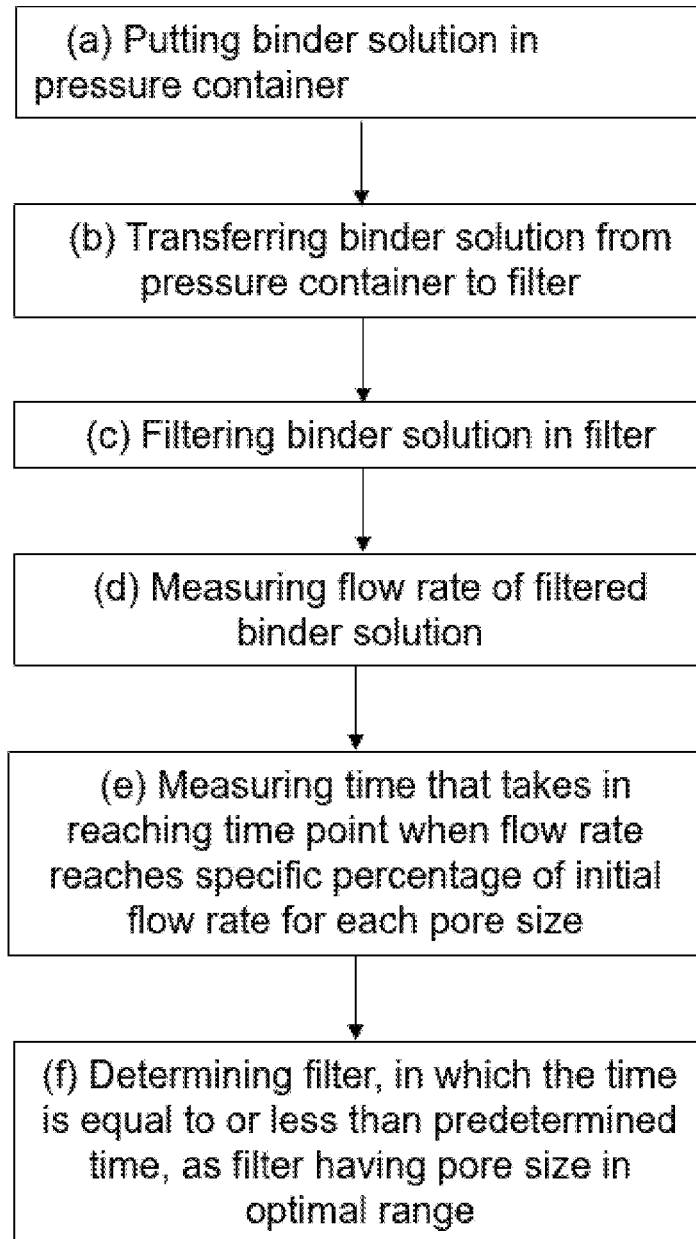 (a) Putting binder solution in
pressure container
(b) Transferring binder solution from
pressure container to filter
(c) Filtering binder solution in filter
(d) Measuring flow rate of filtered
binder solution
(e) Measuring time that takes in
reaching time point when flow rate
reaches specific percentage of initial
flow rate for each pore size
(f) Determining filter, in which the time
is equal to or less than predetermined
time, as filter having pore size in
optimal range